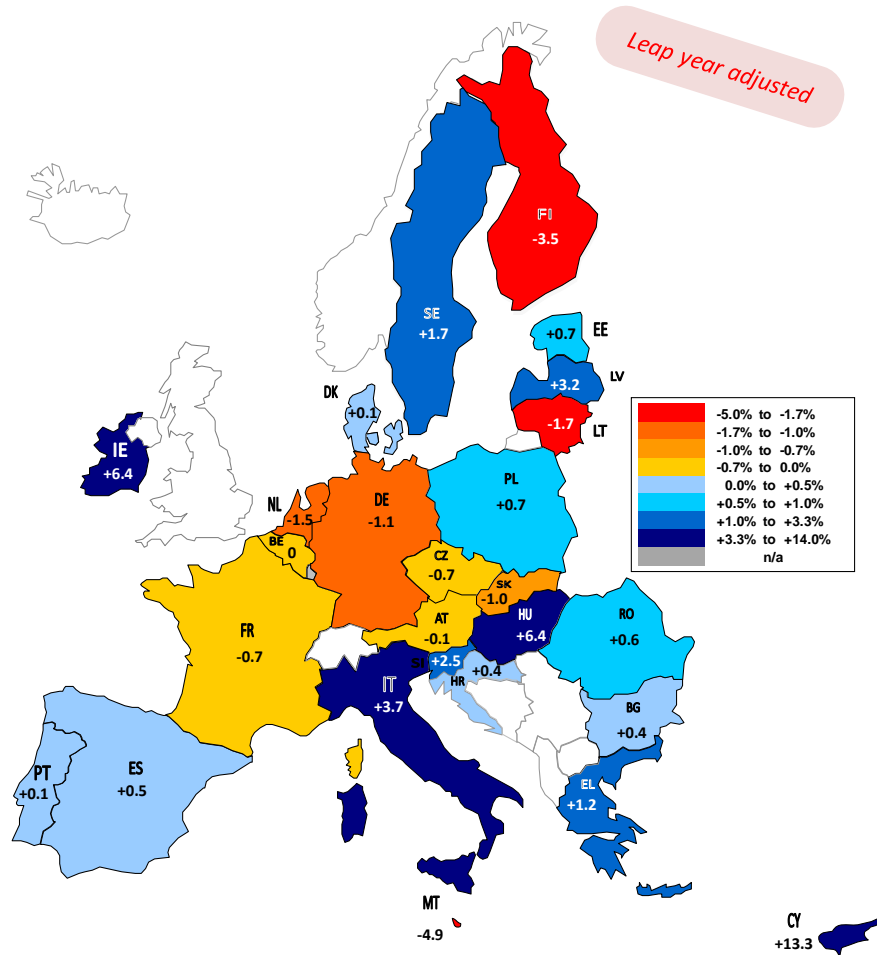 Leap year adjusted
FI
-3.5
SE
+1.7
EE
+0.7
LV
+3.2
DK
+0.1
LT
-1.7
-5.0% to -1.7%
-1.7% to -1.0%
-1.0% to -0.7%
-0.7% to 0.0%
0.0% to +0.5%
+0.5% to +1.0%
+1.0% to +3.3%
+3.3% to +14.0%
n/a
IE
+6.4
PL
+0.7
NL
-1.5
DE
-1.1
BE
0
CZ
-0.7
SK
-1.0
AT
-0.1
HU
+6.4
RO
+0.6
FR
-0.7
SI
+2.5
HR
+0.4
IT
+3.7
BG
+0.4
PT
+0.1
ES
+0.5
EL
+1.2
MT
-4.9
CY
+13.3